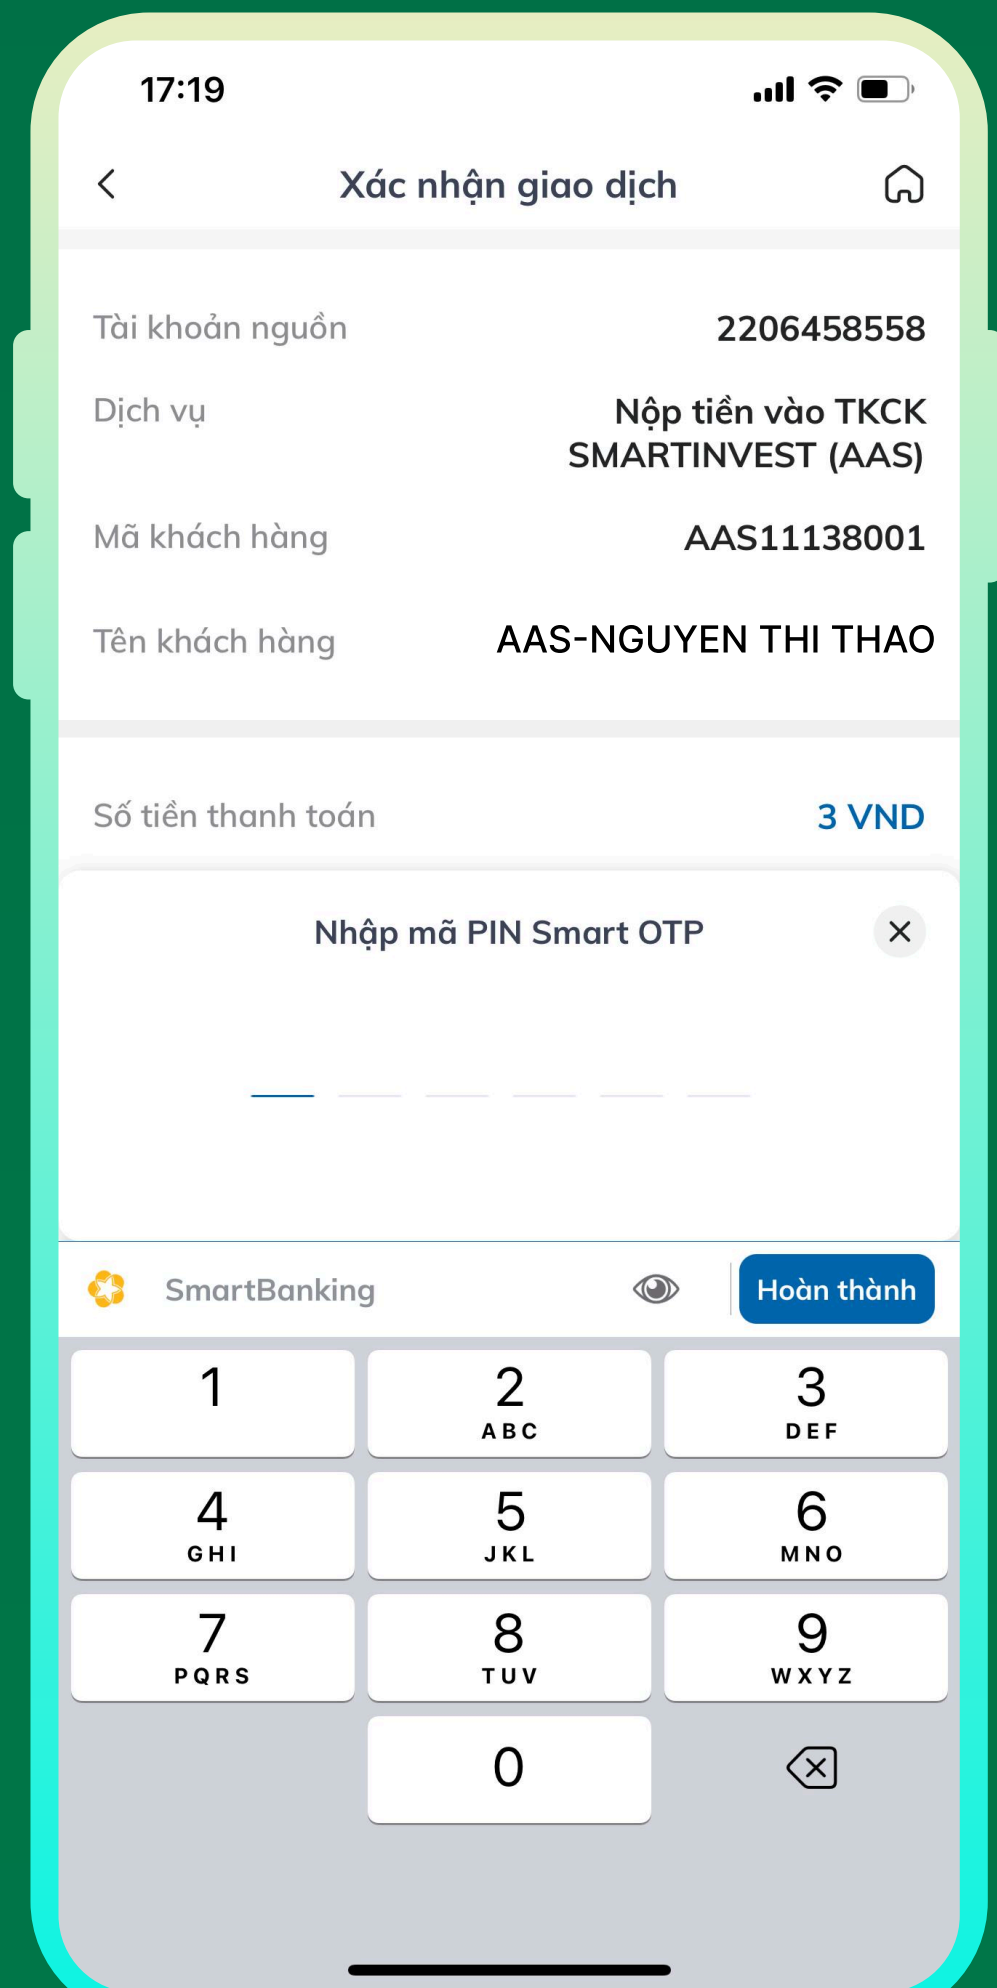 17:19
Xác nhận giao dịch
Tài khoản nguồn 2206458558
Dịch vụ Nộp tiền vào TKCK
SMARTINVEST (AAS)
Mã khách hàng AAS11138001
Tên khách hàng AAS-NGUYEN THI THAO
Số tiền thanh toán 3 VND
Nhập mã PIN Smart OTP
SmartBanking Hoàn thành
1 2 3
ABC DEF
4 5 6
GHI JKL MNO
7 8 9
PQRS TUV WXYZ
0